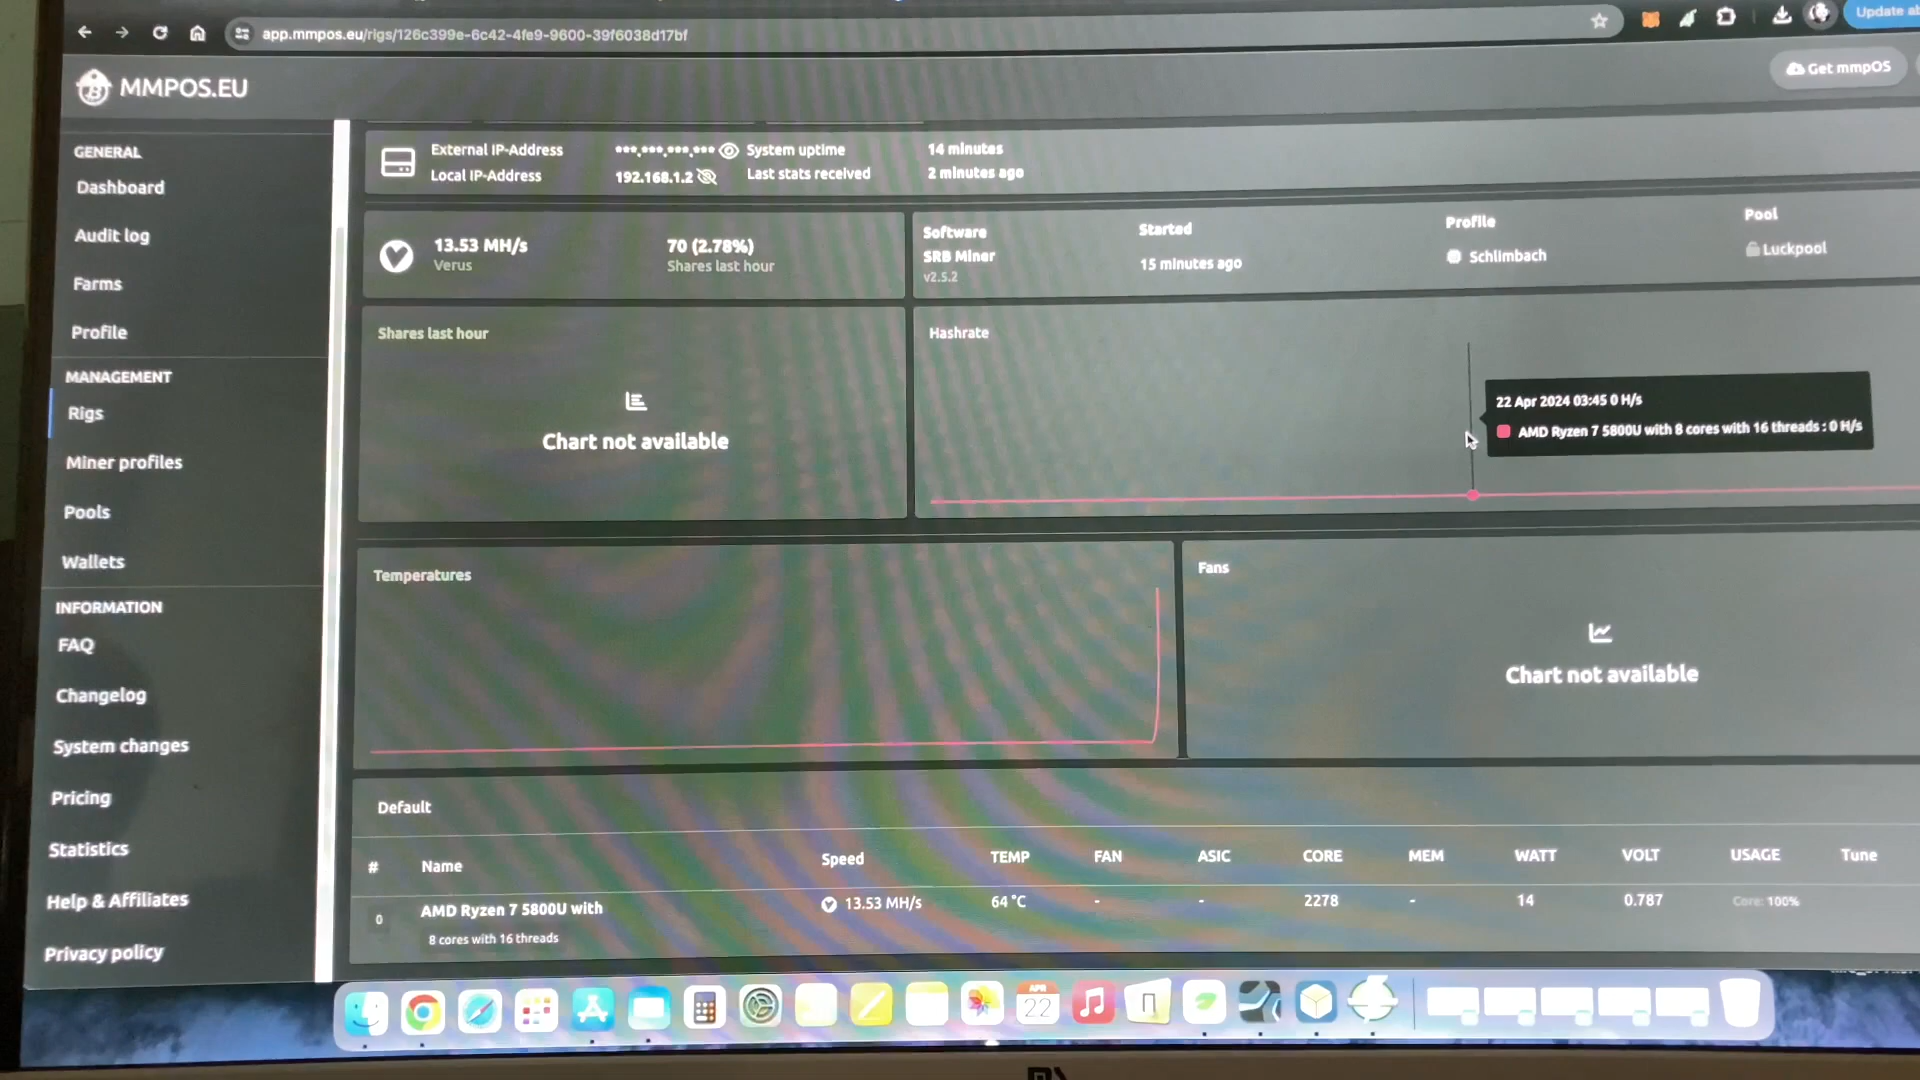 app.mmpos.eu/rigs/126c399e-6c42-4fe9-9600-39f6038d17bf
Update
MMPOS.EU
Get mmpOS
GENERAL
Dashboard
Audit log
Farms
Profile
MANAGEMENT
Rigs
Miner profiles
Pools
Wallets
INFORMATION
FAQ
Changelog
System changes
Pricing
Statistics
Help & Affiliates
Privacy policy
External IP-Address ***.***.***.*** System uptime 14 minutes
Local IP-Address 192.168.1.2 Last stats received 2 minutes ago
13.53 MH/s 70 (2.78%)
Verus Shares last hour
Software Started Profile Pool
SRB Miner 15 minutes ago Schlimbach Luckpool
v2.5.2
Shares last hour
Chart not available
Hashrate
22 Apr 2024 03:45 0 H/s
AMD Ryzen 7 5800U with 8 cores with 16 threads : 0 H/s
Temperatures
Fans
Chart not available
Default
# Name Speed TEMP FAN ASIC CORE MEM WATT VOLT USAGE Tune
0 AMD Ryzen 7 5800U with 13.53 MH/s 64 °C - - 2278 - 14 0.787 Core: 100%
8 cores with 16 threads
APR
22